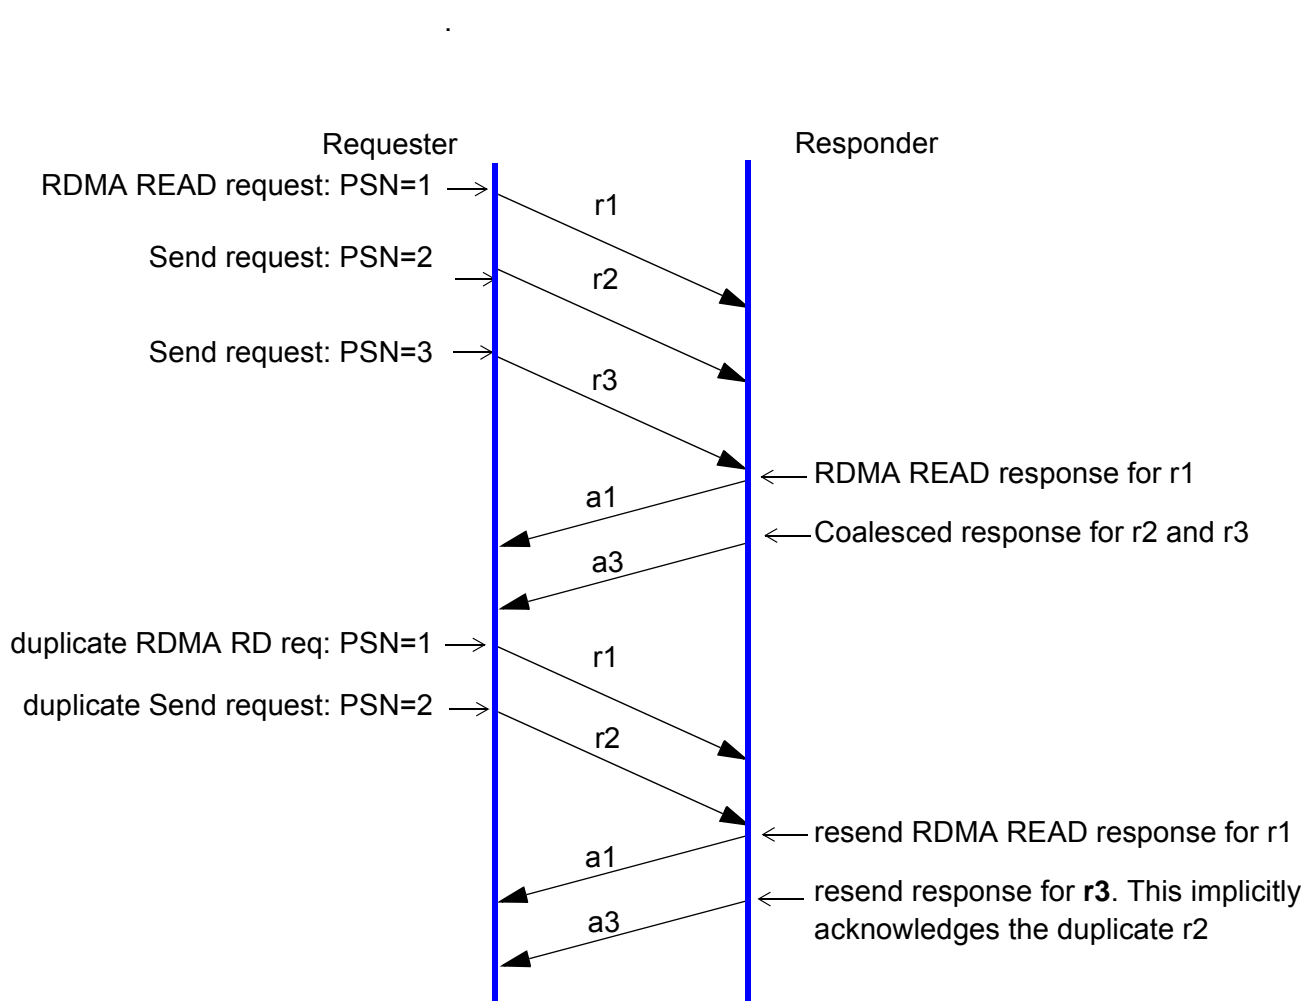 .
Requester
Responder
RDMA READ request: PSN=1
r1
Send request: PSN=2
r2
Send request: PSN=3
r3
RDMA READ response for r1
a1
Coalesced response for r2 and r3
a3
duplicate RDMA RD req: PSN=1
r1
duplicate Send request: PSN=2
r2
resend RDMA READ response for r1
a1
resend response for r3. This implicitly
acknowledges the duplicate r2
a3